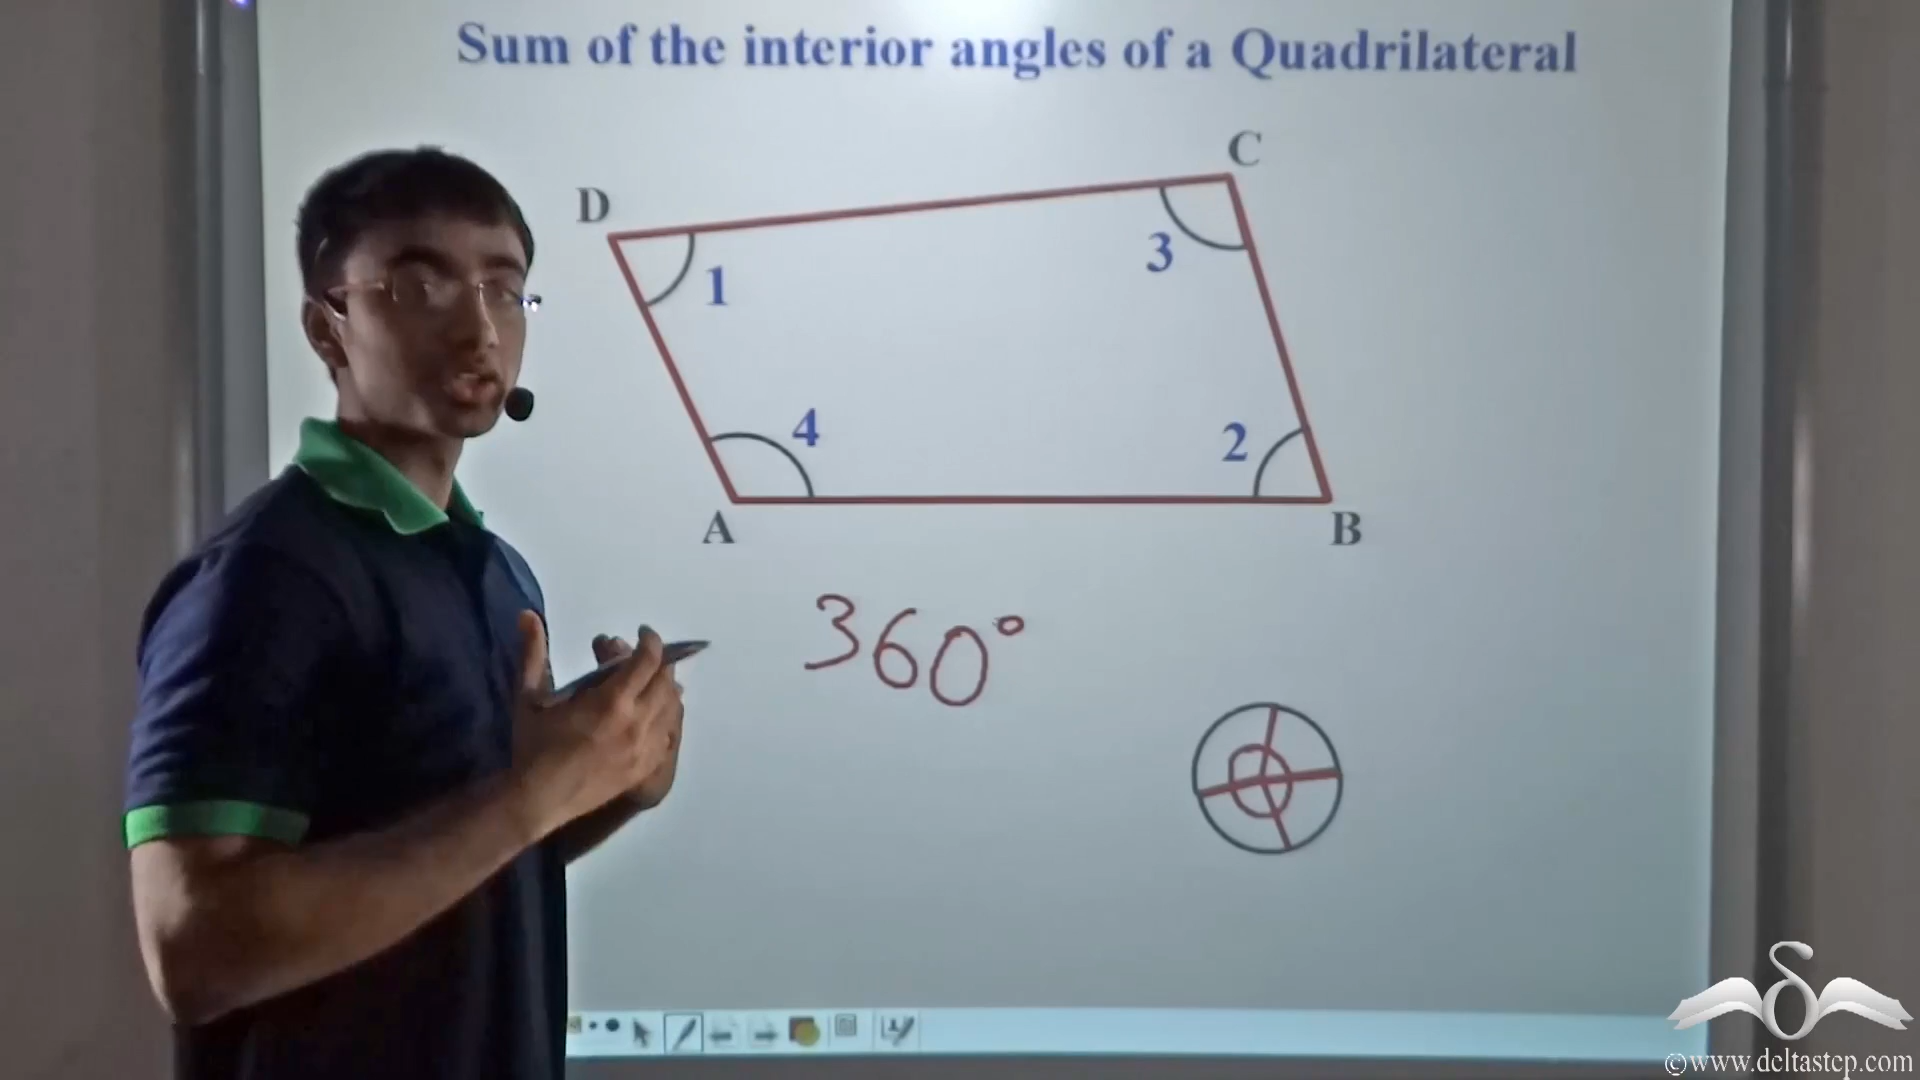 Sum of the interior angles of a Quadrilateral
C
D
3
1
4
2
A
B
360°
©www.deltastep.com